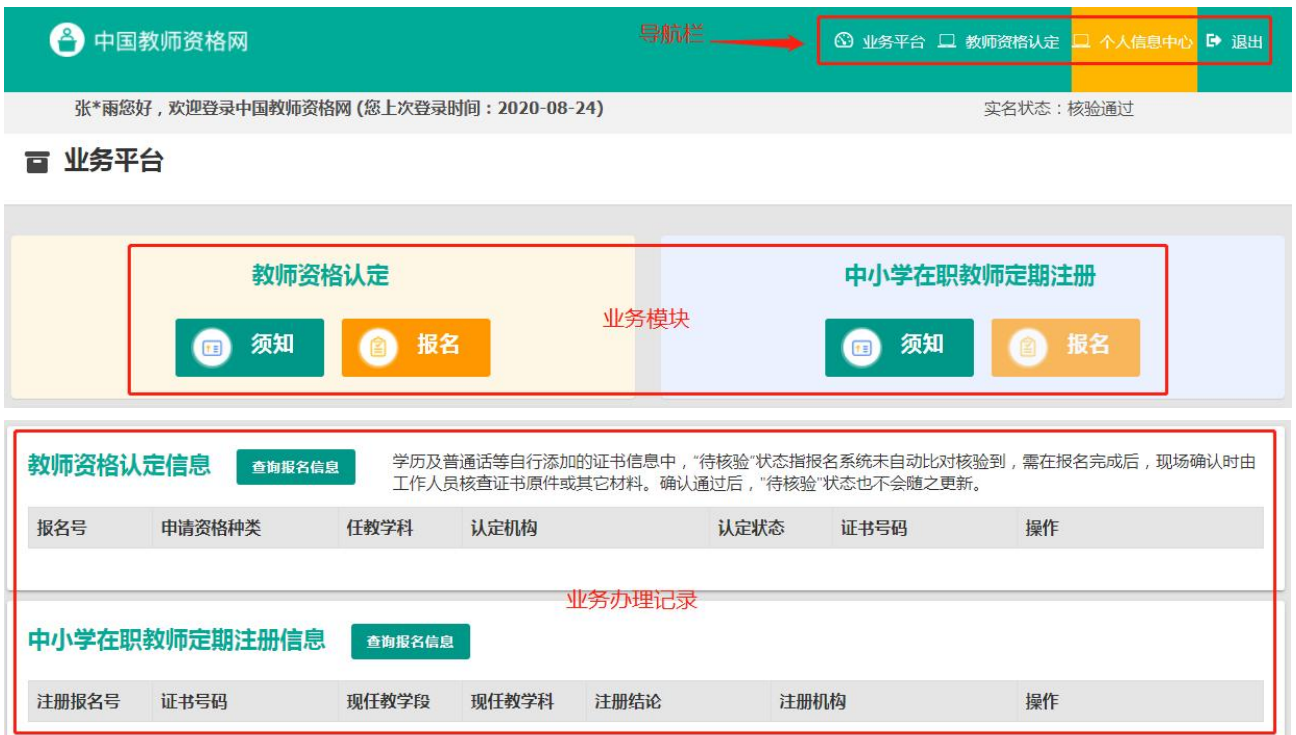 中国教师资格网
导航栏
业务平台 教师资格认定 个人信息中心 退出
张*雨您好，欢迎登录中国教师资格网 (您上次登录时间：2020-08-24)
实名状态：核验通过
业务平台
教师资格认定
中小学在职教师定期注册
须知 报名
业务模块
须知 报名
教师资格认定信息 查询报名信息
学历及普通话等自行添加的证书信息中，“待核验”状态指报名系统未自动比对核验到，需在报名完成后，现场确认时由
工作人员核查证书原件或其它材料。确认通过后，“待核验”状态也不会随之更新。
报名号 申请资格种类 任教学科 认定机构 认定状态 证书号码 操作
业务办理记录
中小学在职教师定期注册信息 查询报名信息
注册报名号 证书号码 现任教学段 现任教学科 注册结论 注册机构 操作